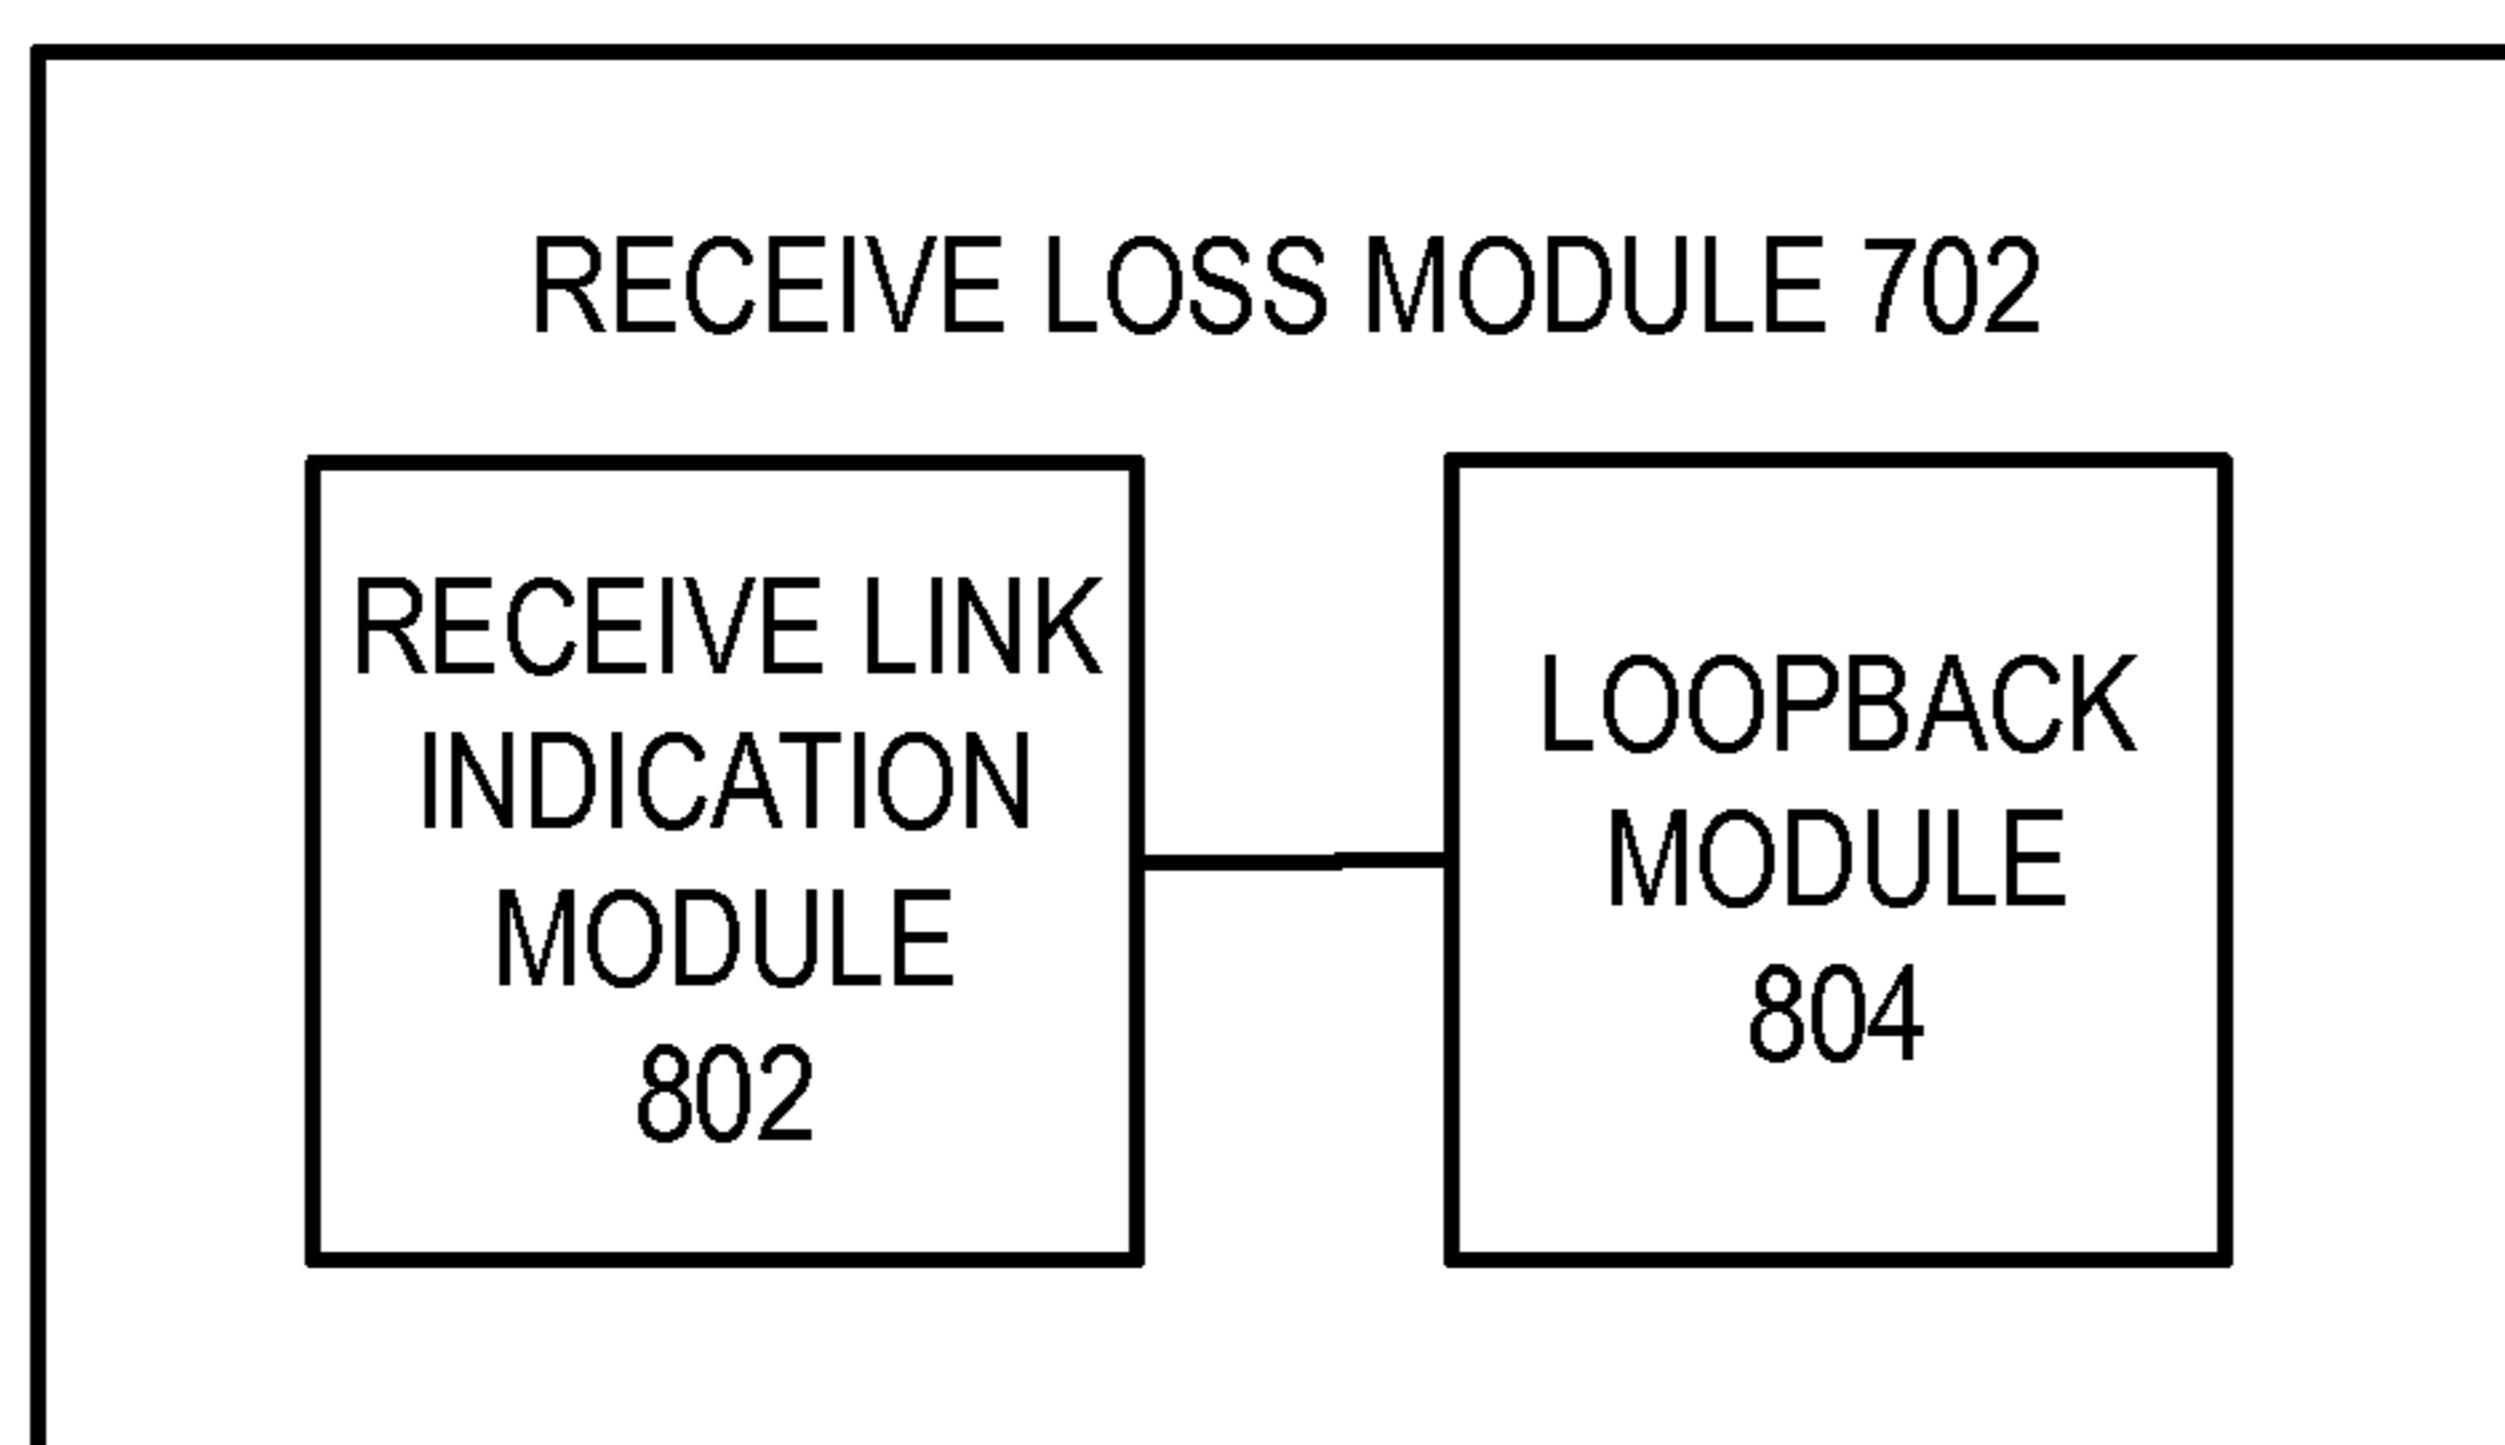 RECEIVE LOSS MODULE 702
RECEIVE LINK
INDICATION
MODULE
802
LOOPBACK
MODULE
804